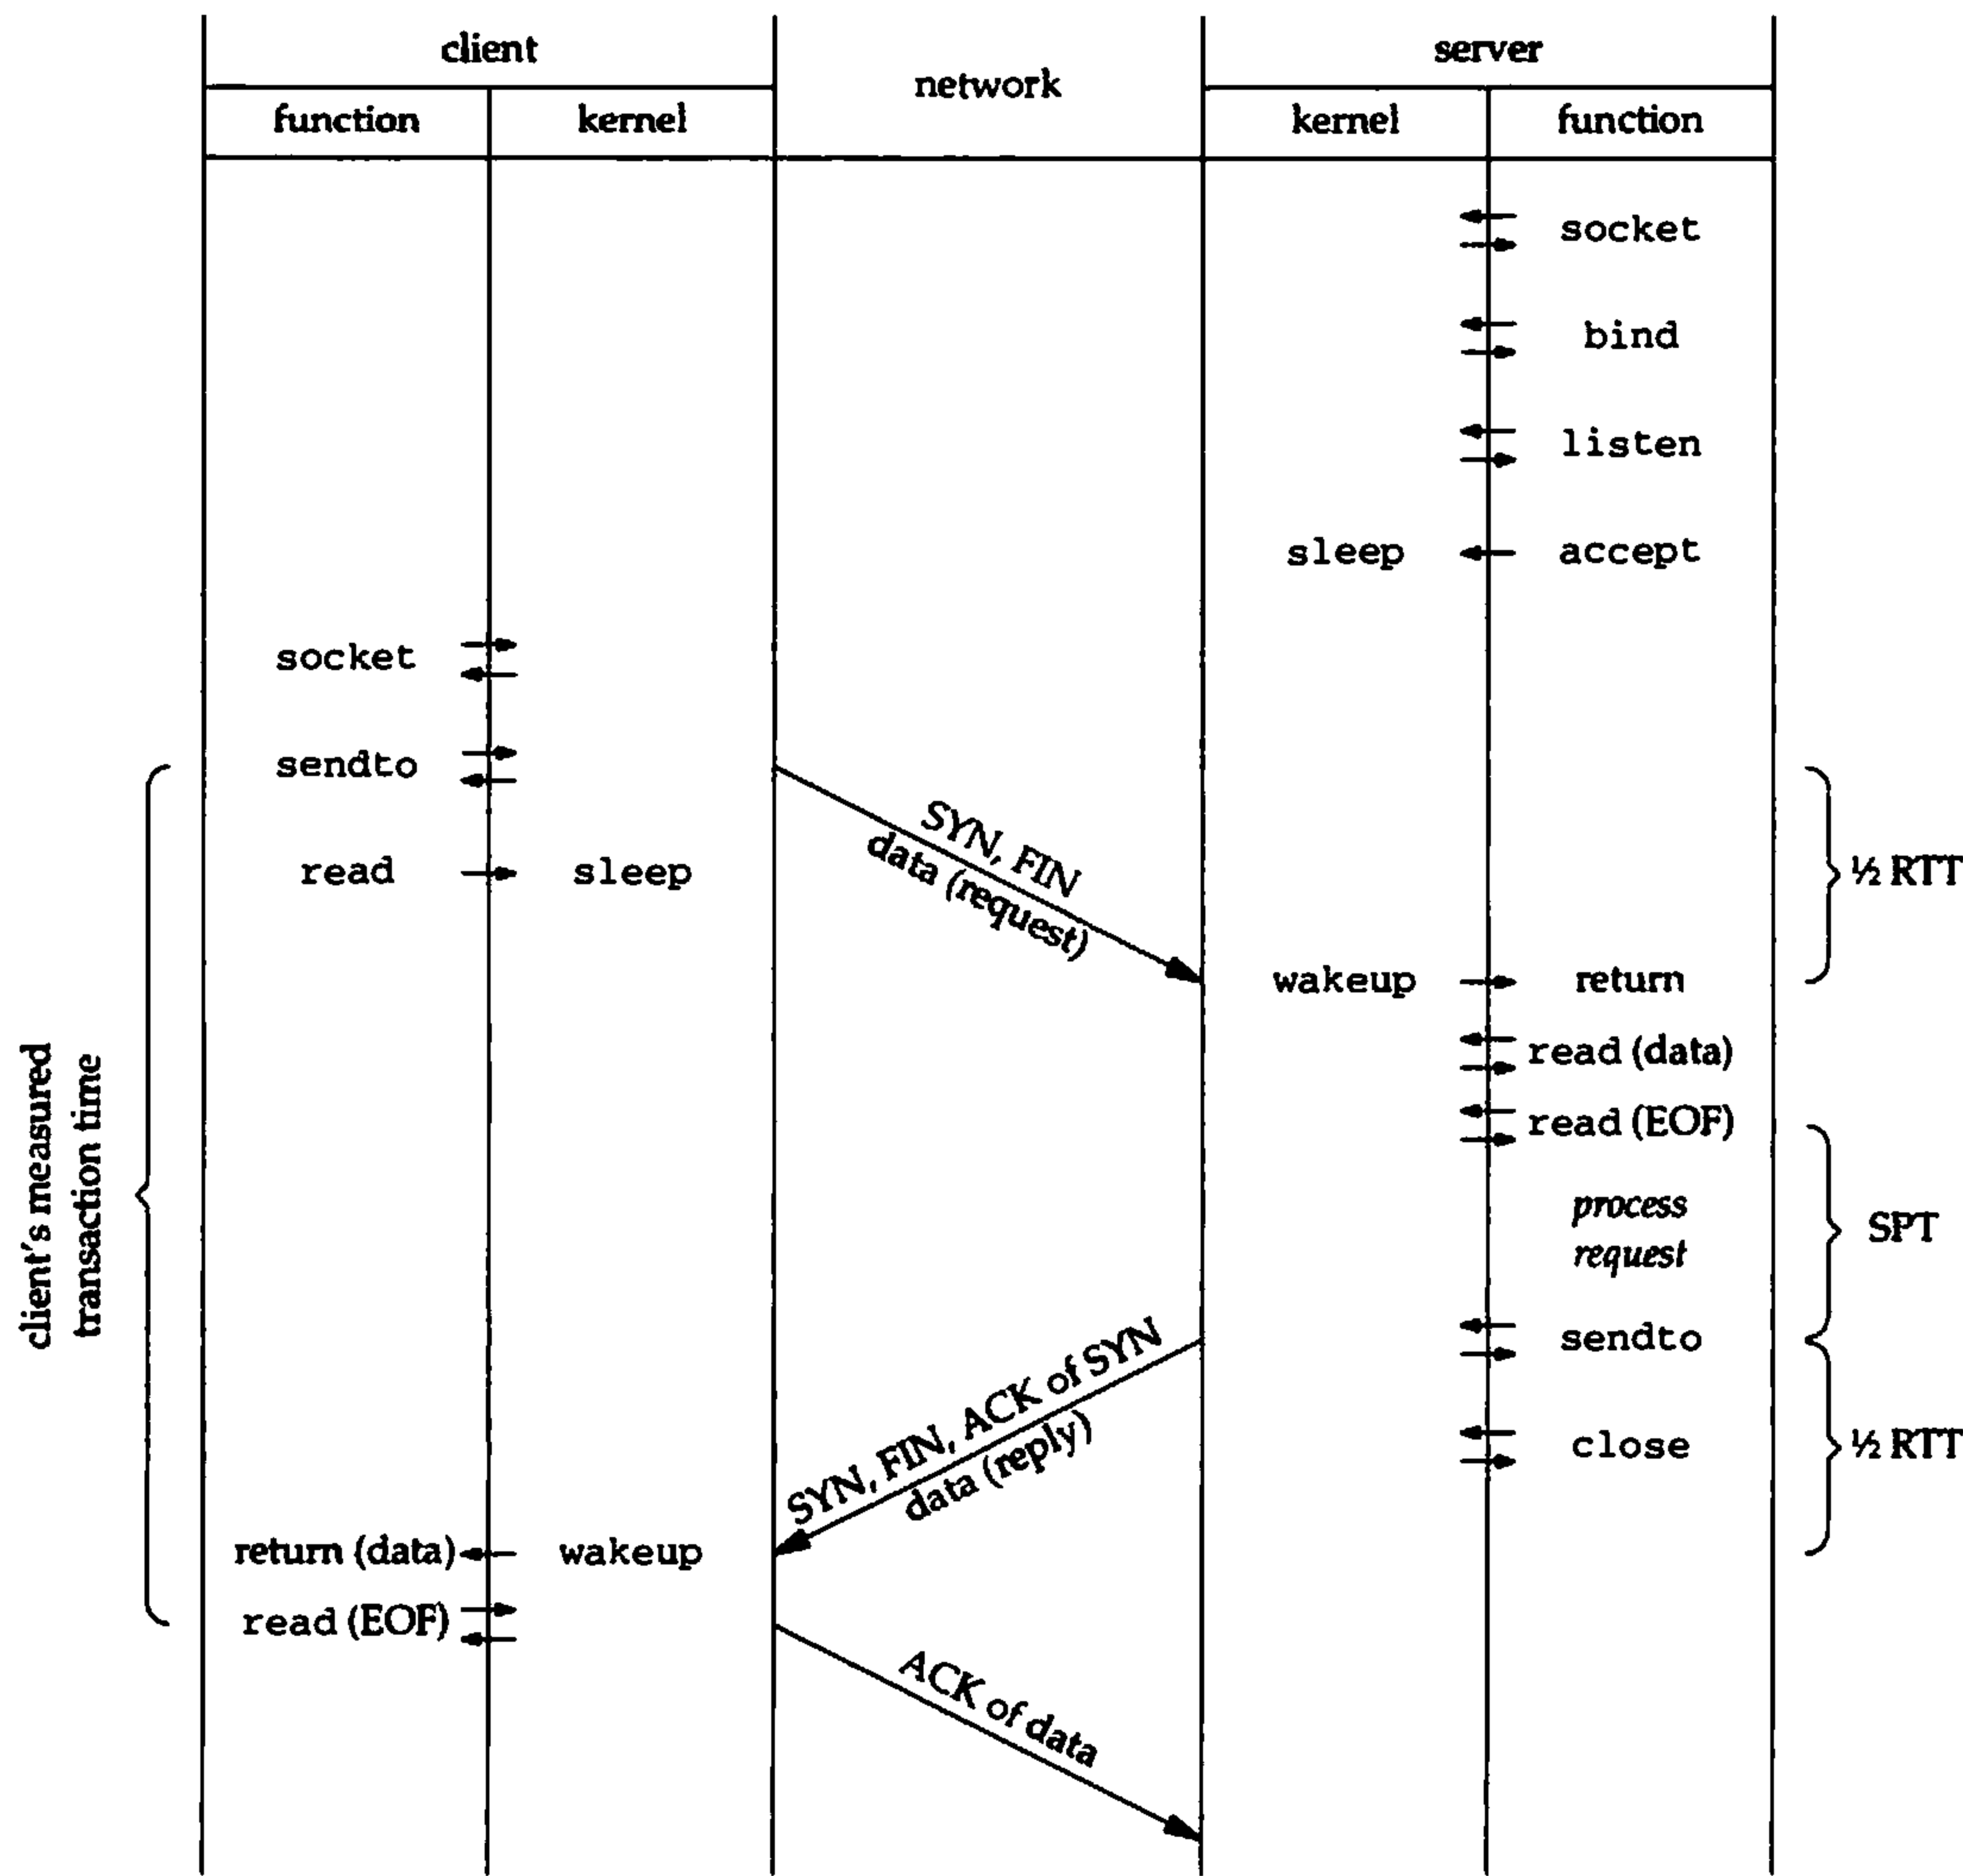 client
network
server
function
kernel
kernel
function
socket
bind
listen
sleep
accept
socket
sendto
SYN, FIN
data (request)
read
sleep
½ RTT
wakeup
return
read (data)
read (EOF)
client's measured
transaction time
process
request
SPT
sendto
SYN, FIN, ACK of SYN
data (reply)
close
½ RTT
return (data)
wakeup
read (EOF)
ACK of data